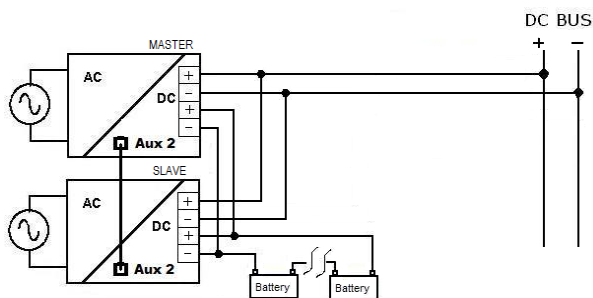 DC BUS
+ −
MASTER
AC
+
−
DC
+
−
Aux 2
SLAVE
AC
+
−
DC
+
−
Aux 2
Battery
Battery